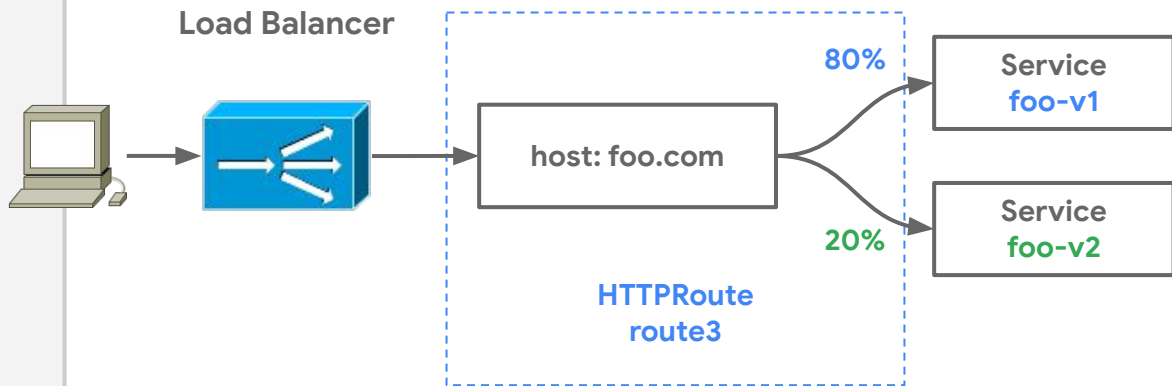 Load Balancer
host: foo.com
80%
20%
HTTPRoute
route3
Service
foo-v1
Service
foo-v2